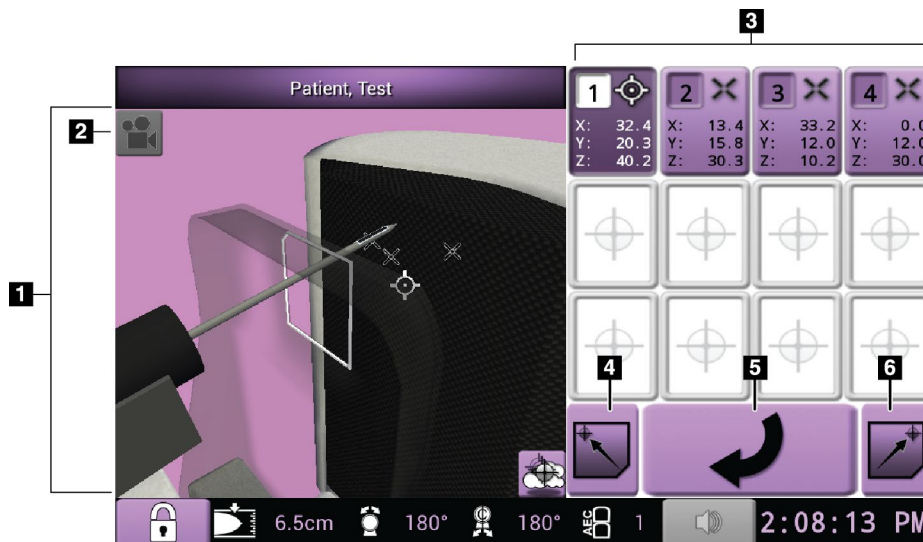 3
Patient, Test
1 2 3 4
X: 32.4 X: 13.4 X: 33.2 X: 0.0
Y: 20.3 Y: 15.8 Y: 12.0 Y: 12.0
Z: 40.2 Z: 30.3 Z: 10.2 Z: 30.0
2
1
4 5 6
6.5cm 180° 180° AEC 1 2:08:13 PM